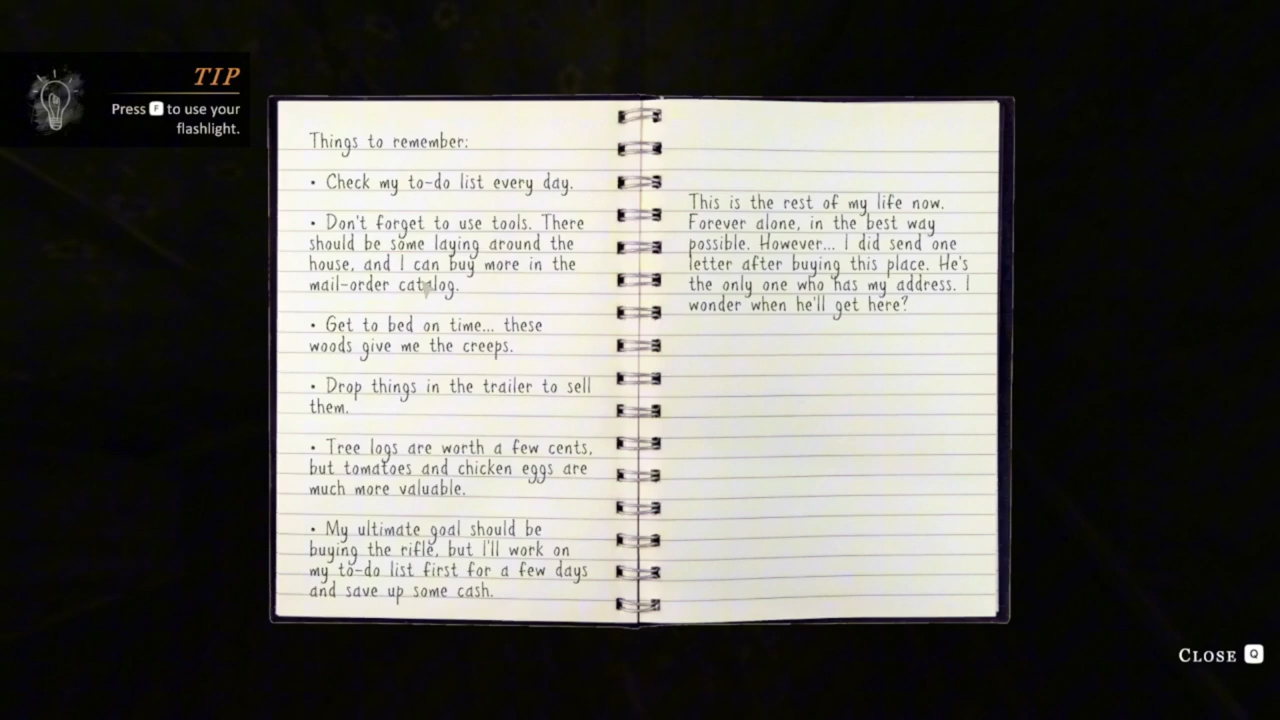 TIP
Press F to use your
flashlight.
Things to remember:
• Check my to-do list every day.
• Don't forget to use tools. There
should be some laying around the
house, and I can buy more in the
mail-order catalog.
• Get to bed on time... these
woods give me the creeps.
• Drop things in the trailer to sell
them.
• Tree logs are worth a few cents,
but tomatoes and chicken eggs are
much more valuable.
• My ultimate goal should be
buying the rifle, but I'll work on
my to-do list first for a few days
and save up some cash.
This is the rest of my life now.
Forever alone, in the best way
possible. However... I did send one
letter after buying this place. He's
the only one who has my address. I
wonder when he'll get here?
CLOSE Q